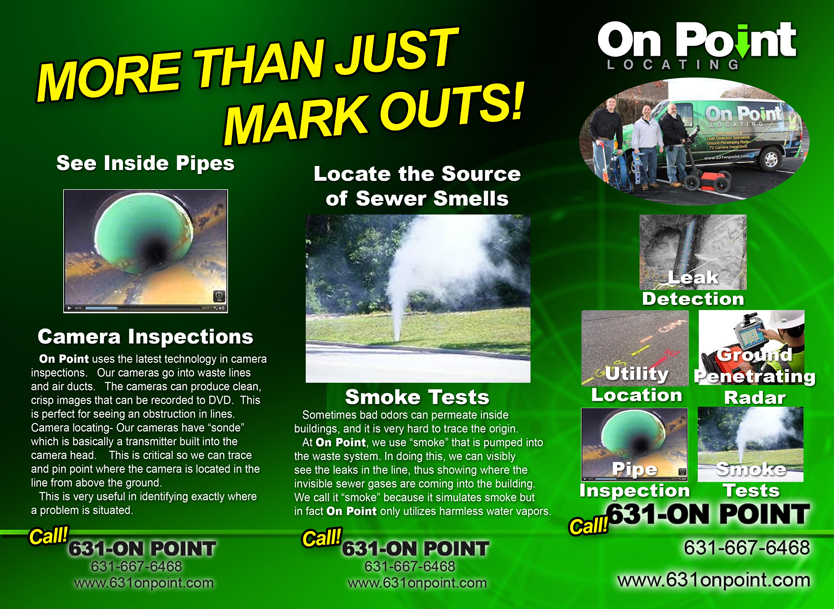 MORE THAN JUST
MARK OUTS!
See Inside Pipes
Camera Inspections
On Point uses the latest technology in camera
inspections. Our cameras go into waste lines
and air ducts. The cameras can produce clean,
crisp images that can be recorded to DVD. This
is perfect for seeing an obstruction in lines.
Camera locating- Our cameras have “sonde”
which is basically a transmitter built into the
camera head. This is critical so we can trace
and pin point where the camera is located in the
line from above the ground.
This is very useful in identifying exactly where
a problem is situated.
Call!
631-ON POINT
631-667-6468
www.631onpoint.com
Locate the Source
of Sewer Smells
Smoke Tests
Sometimes bad odors can permeate inside
buildings, and it is very hard to trace the origin.
At On Point, we use “smoke” that is pumped into
the waste system. In doing this, we can visibly
see the leaks in the line, thus showing where the
invisible sewer gases are coming into the building.
We call it “smoke” because it simulates smoke but
in fact On Point only utilizes harmless water vapors.
Call!
631-ON POINT
631-667-6468
www.631onpoint.com
On Point
LOCATING
On Point
LOCATING
Ground Penetrating Radar
www.631onpoint.com
Leak
Detection
Utility
Location
Ground
Penetrating
Radar
Pipe
Inspection
Smoke
Tests
Call!
631-ON POINT
631-667-6468
www.631onpoint.com